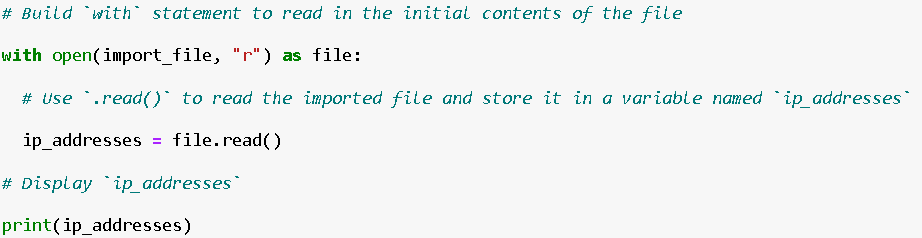 # Build `with` statement to read in the initial contents of the file
with open(import_file, "r") as file:
# Use `.read()` to read the imported file and store it in a variable named `ip_addresses`
ip_addresses = file.read()
# Display `ip_addresses`
print(ip_addresses)